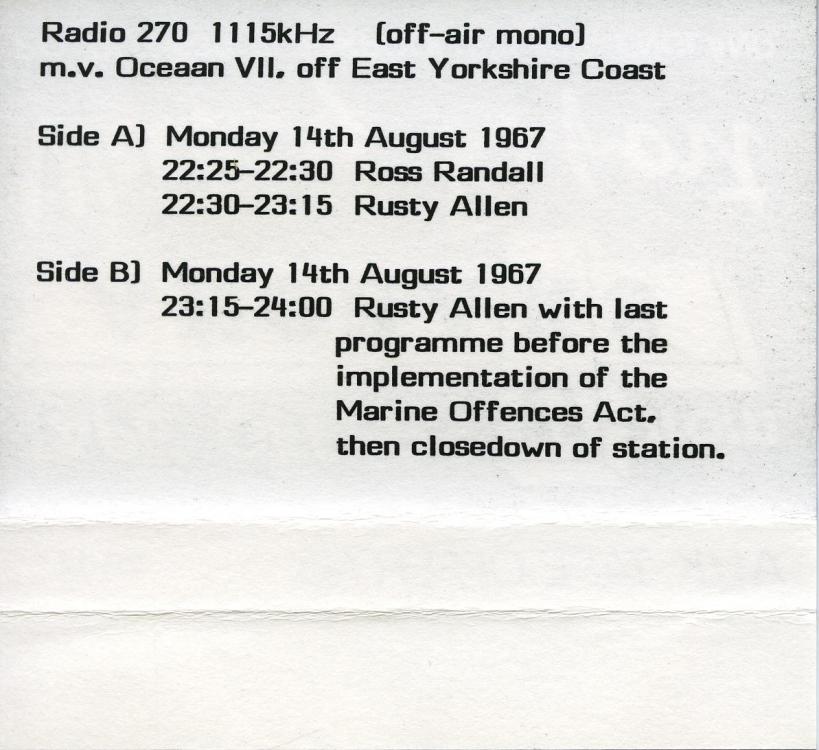 Radio 270 1115kHz (off-air mono)
m.v. Oceaan VII, off East Yorkshire Coast
Side A) Monday 14th August 1967
22:25-22:30 Ross Randall
22:30-23:15 Rusty Allen
Side B) Monday 14th August 1967
23:15-24:00 Rusty Allen with last
programme before the
implementation of the
Marine Offences Act,
then closedown of station.